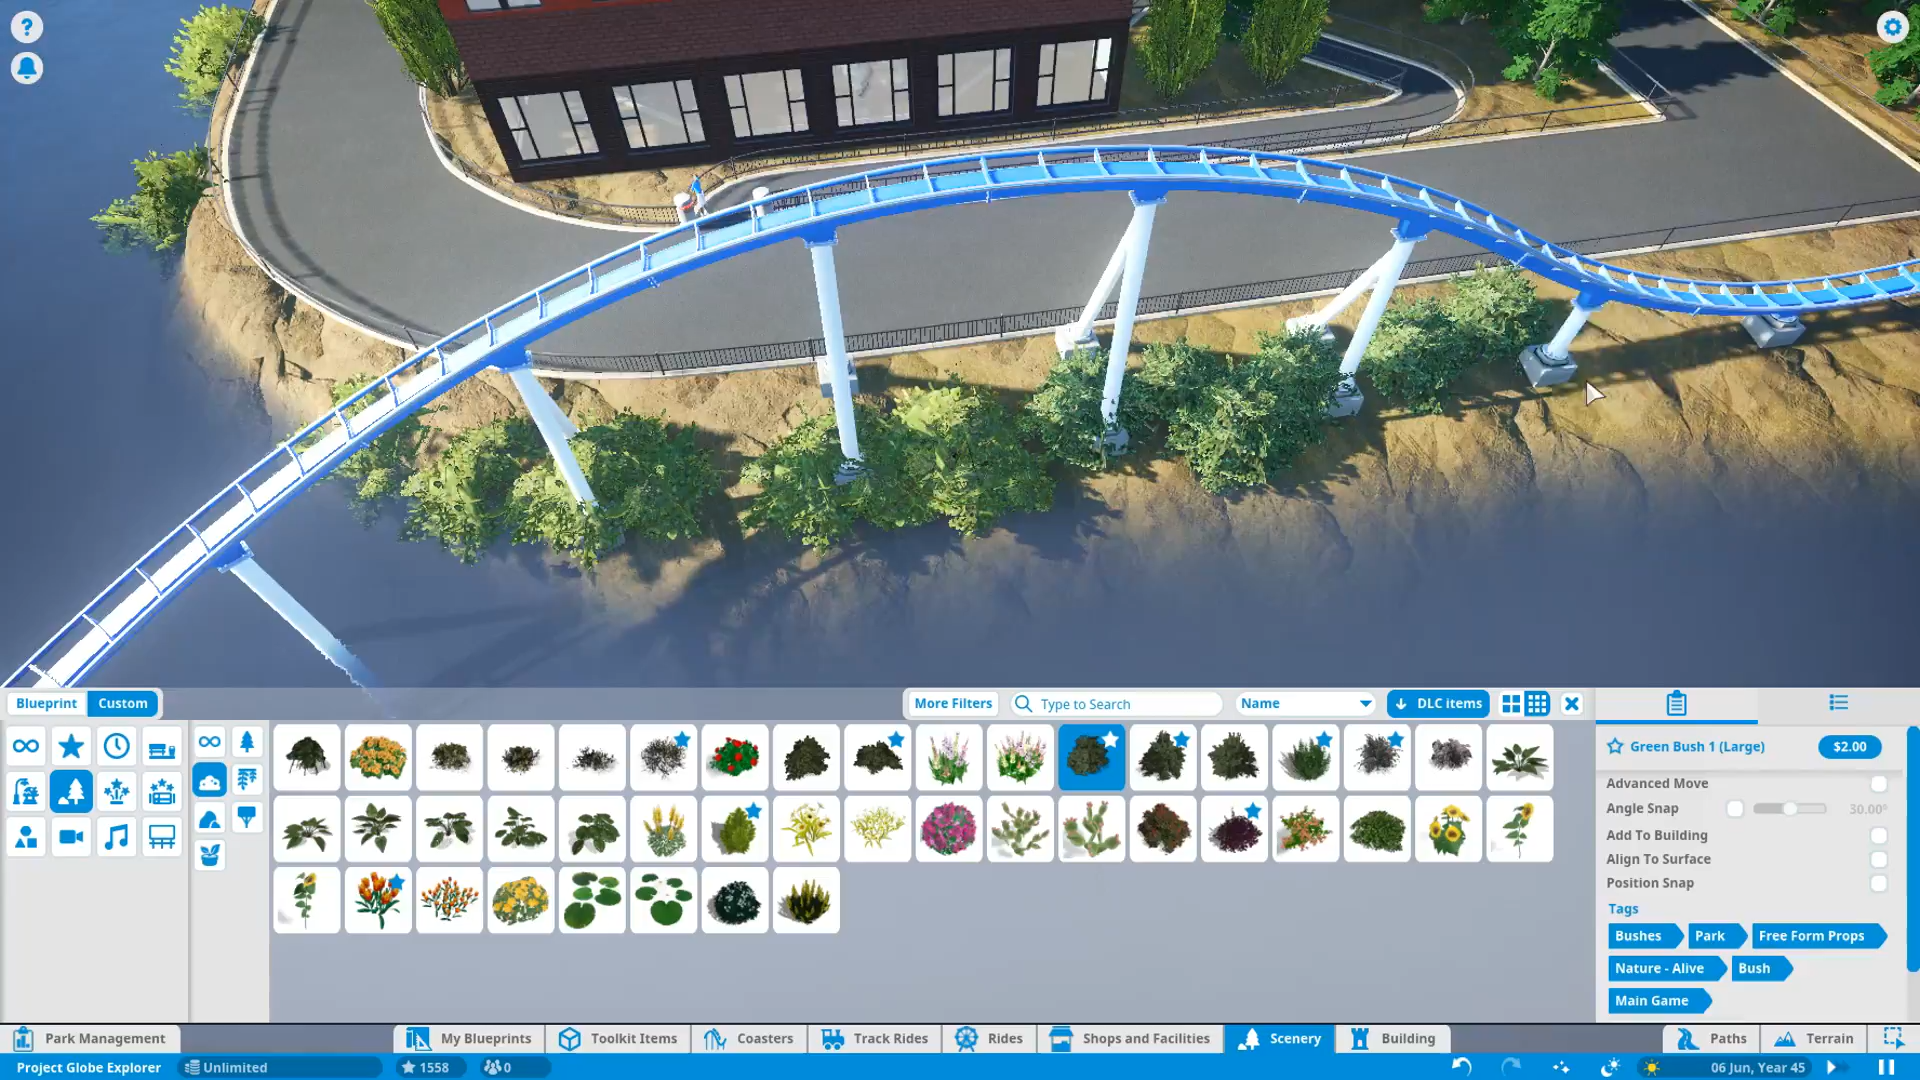 ?
Blueprint
Custom
More Filters
Type to Search
Name
DLC items
Green Bush 1 (Large)
$2.00
Advanced Move
Angle Snap
30.00°
Add To Building
Align To Surface
Position Snap
Tags
Bushes
Park
Free Form Props
Nature - Alive
Bush
Main Game
Park Management
My Blueprints
Toolkit Items
Coasters
Track Rides
Rides
Shops and Facilities
Scenery
Building
Paths
Terrain
Project Globe Explorer
Unlimited
1558
0
06 Jun, Year 45